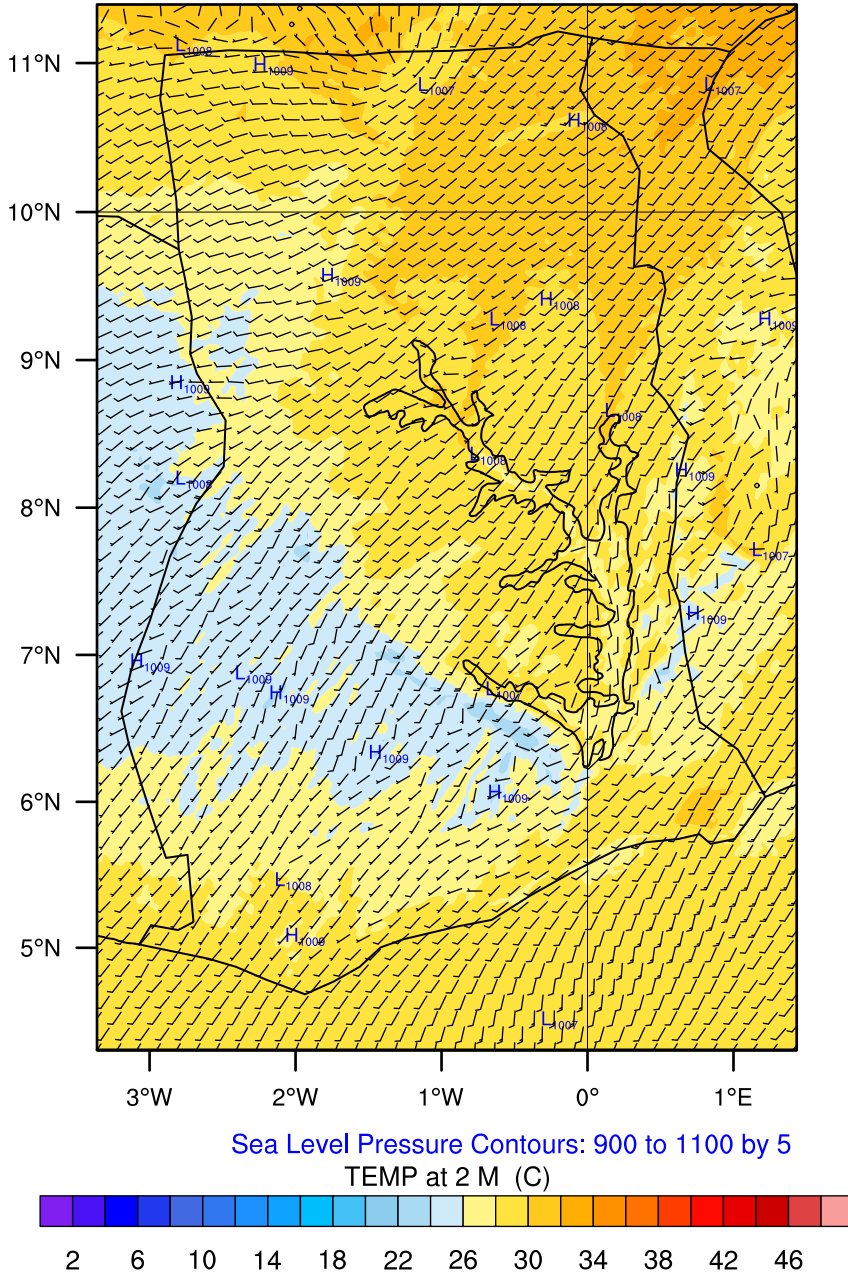 L1008
H1009
11°N
L1007
L1007
H1008
10°N
H1009
H1008
L1008
H1009
9°N
H1009
L1008
L1008
H1009
L1008
8°N
L1007
H1009
7°N
H1009
L1009
H1009
L1007
H1009
H1009
6°N
L1008
H1009
5°N
L1007
3°W 2°W 1°W 0° 1°E
Sea Level Pressure Contours: 900 to 1100 by 5
TEMP at 2 M (C)
2 6 10 14 18 22 26 30 34 38 42 46